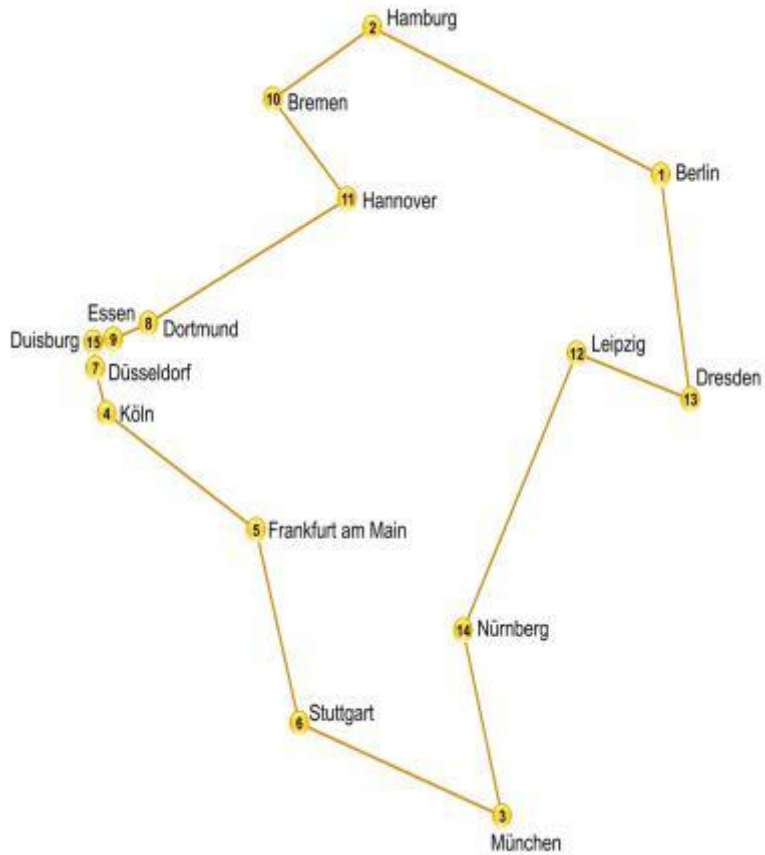 2 Hamburg
10 Bremen
1 Berlin
11 Hannover
Essen
8 Dortmund
Duisburg 15 9
7 Düsseldorf
12 Leipzig
Dresden
13
4 Köln
5 Frankfurt am Main
14 Nürnberg
6 Stuttgart
3
München